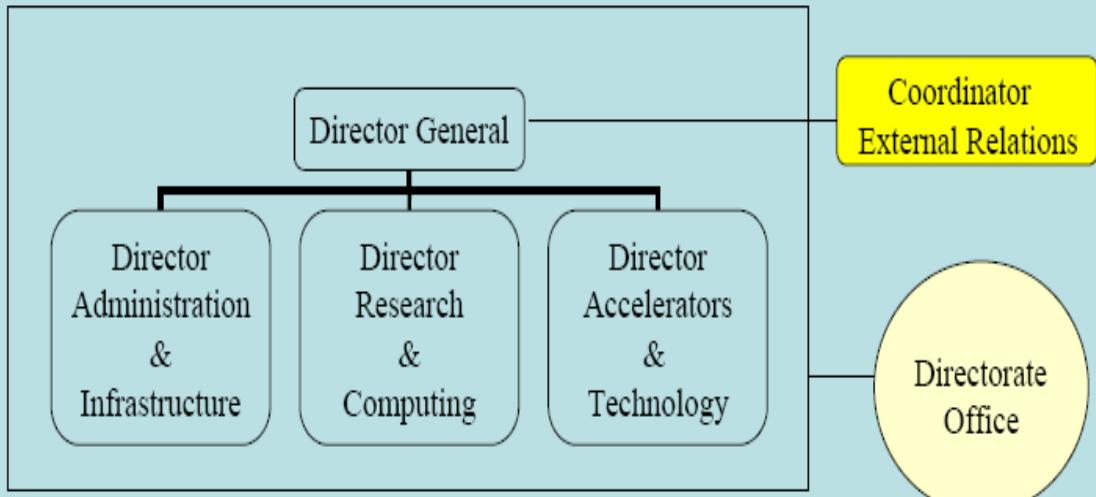 Director General
Coordinator
External Relations
Director
Administration
&
Infrastructure
Director
Research
&
Computing
Director
Accelerators
&
Technology
Directorate
Office